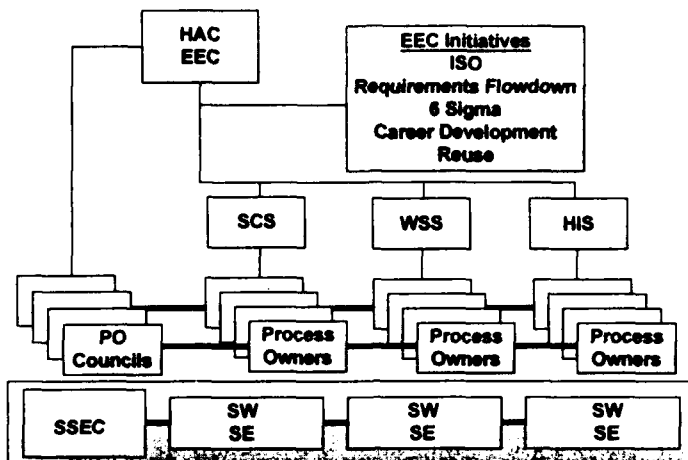 HAC
EEC
EEC Initiatives
ISO
Requirements Flowdown
6 Sigma
Career Development
Reuse
SCS
WSS
HIS
PO
Councils
Process
Owners
Process
Owners
Process
Owners
SSEC
SW
SE
SW
SE
SW
SE